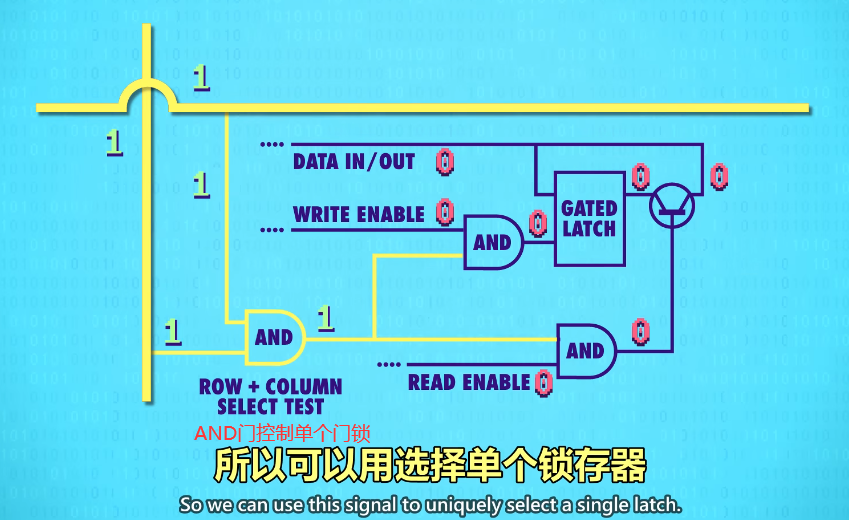 1
1
1
DATA IN/OUT 0
0
0
WRITE ENABLE 0
0
GATED
LATCH
AND
1
1
AND
0
AND
READ ENABLE 0
ROW + COLUMN
SELECT TEST
AND门控制单个门锁
所以可以用选择单个锁存器
So we can use this signal to uniquely select a single latch.